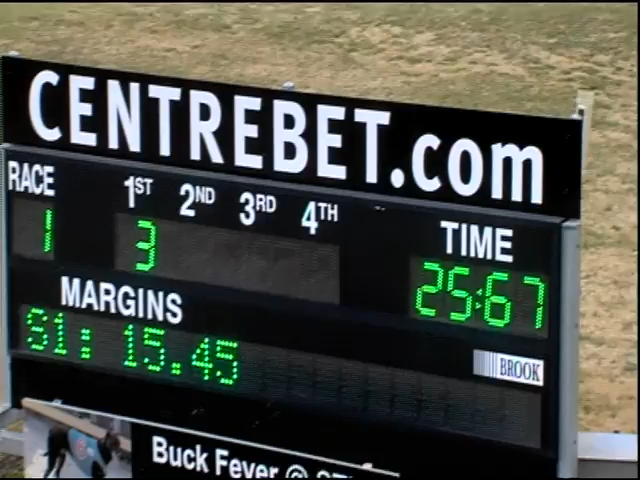 CENTREBET.com
RACE 1ST 2ND 3RD 4TH TIME
1 3 25:67
MARGINS
S1: 15.45
BROOK
Buck Fever @